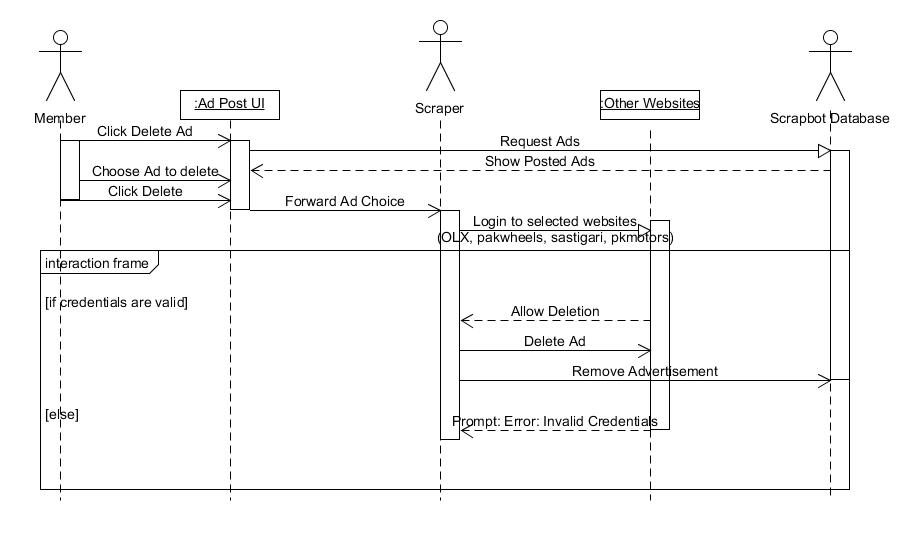 :Ad Post UI
:Other Websites
Scraper
Member
Scrapbot Database
Click Delete Ad
Request Ads
Show Posted Ads
Choose Ad to delete
Click Delete
Forward Ad Choice
Login to selected websites
(OLX, pakwheels, sastigari, pkmotors)
interaction frame
[if credentials are valid]
Allow Deletion
Delete Ad
Remove Advertisement
[else]
Prompt: Error: Invalid Credentials